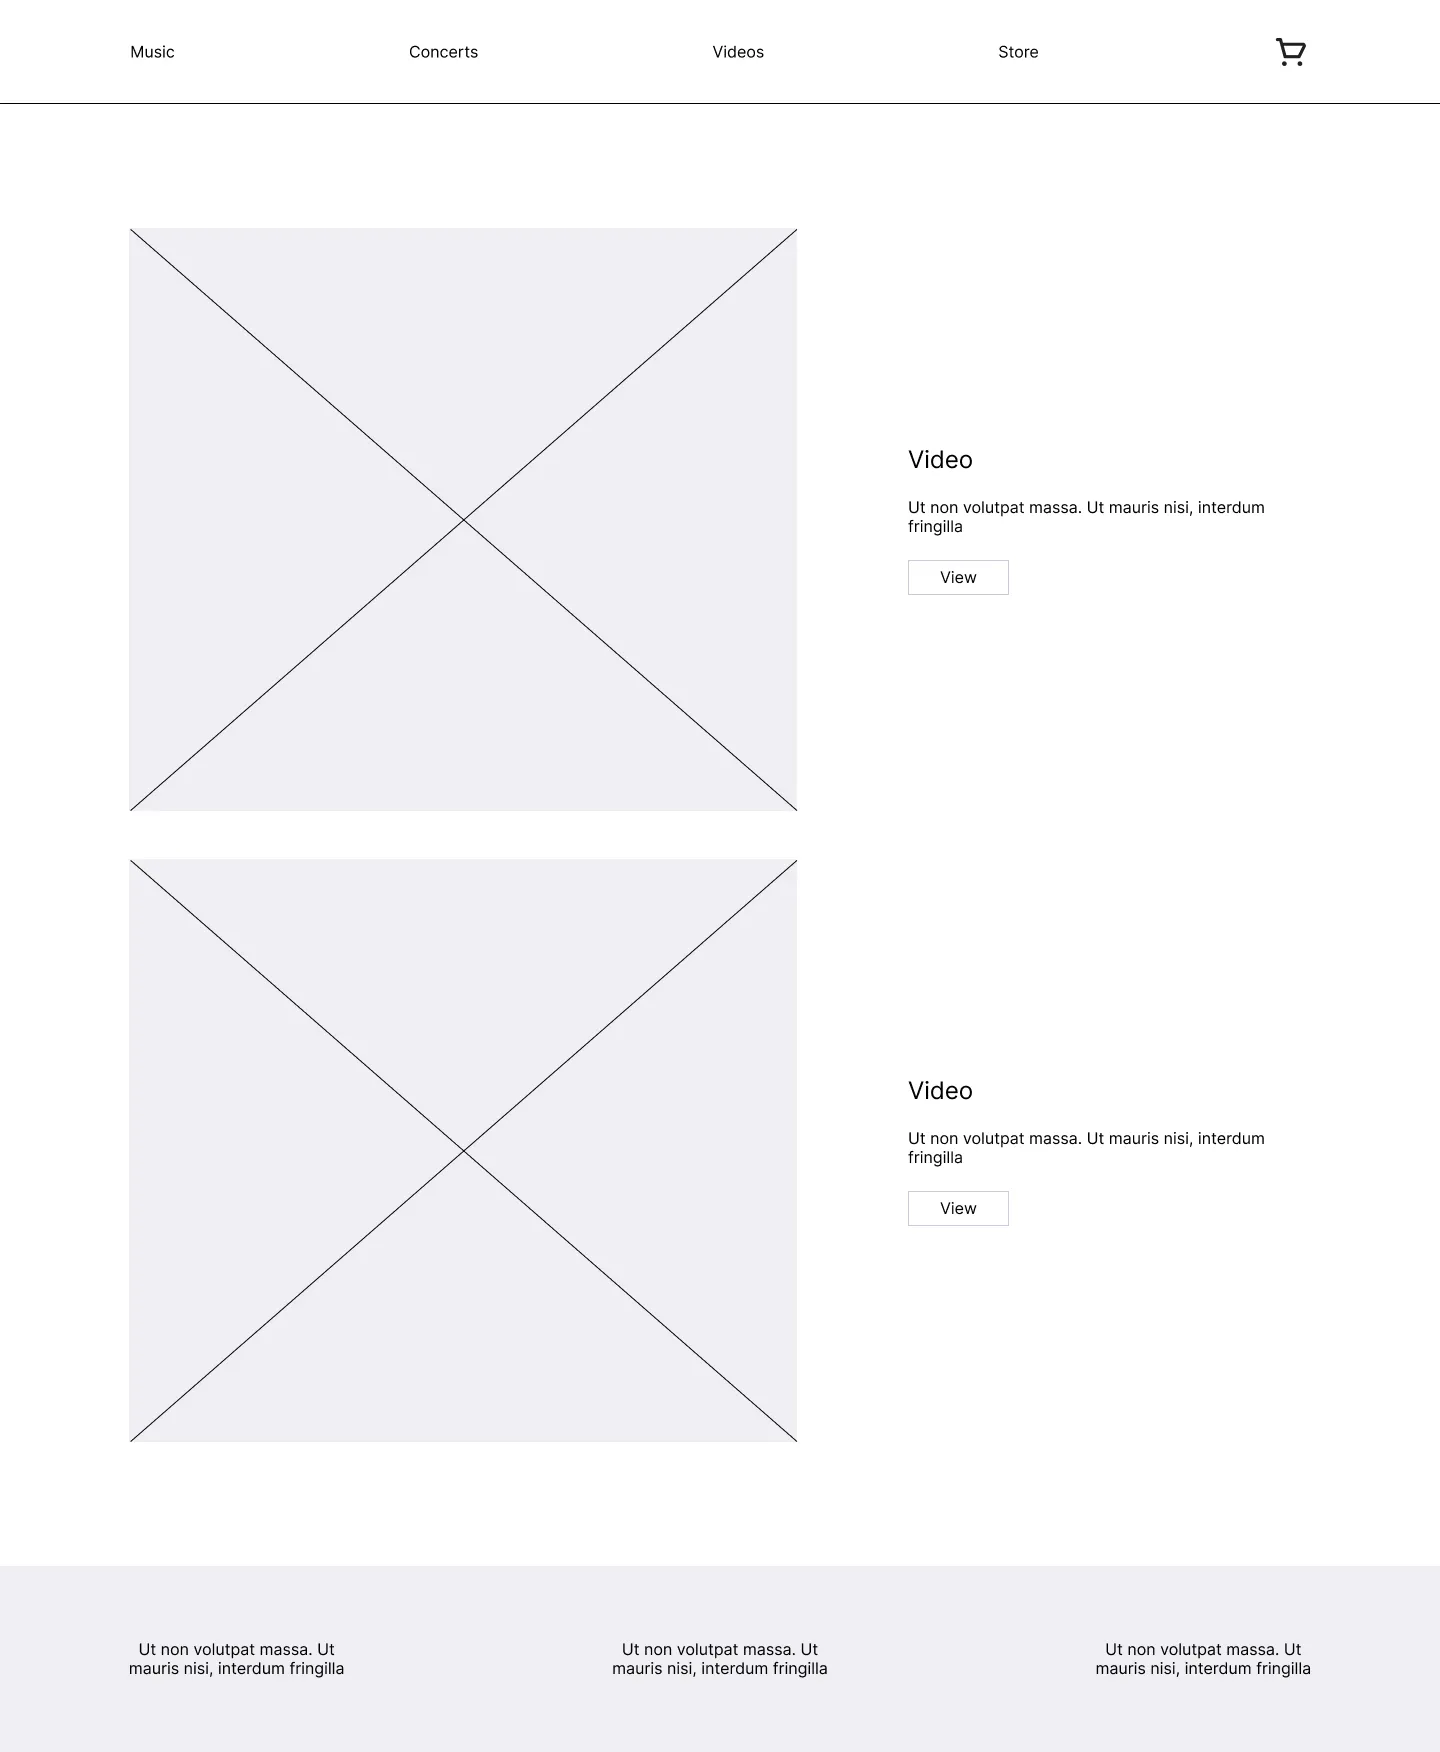 Music
Concerts
Videos
Store
Video
Ut non volutpat massa. Ut mauris nisi, interdum
fringilla
View
Video
Ut non volutpat massa. Ut mauris nisi, interdum
fringilla
View
Ut non volutpat massa. Ut
mauris nisi, interdum fringilla
Ut non volutpat massa. Ut
mauris nisi, interdum fringilla
Ut non volutpat massa. Ut
mauris nisi, interdum fringilla